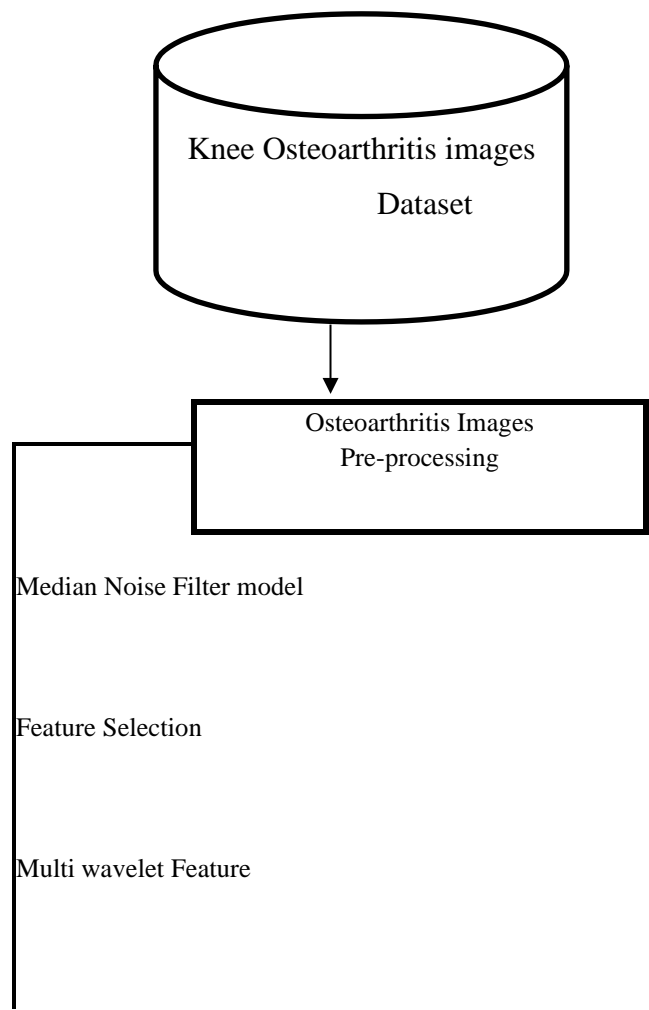 Knee Osteoarthritis images
Dataset
Osteoarthritis Images
Pre-processing
Median Noise Filter model
Feature Selection
Multi wavelet Feature